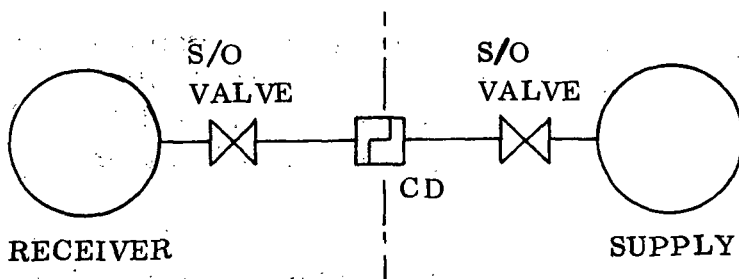 S/O
VALVE
S/O
VALVE
CD
RECEIVER
SUPPLY